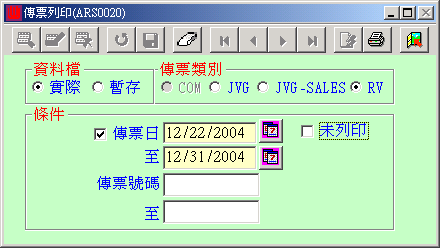 傳票列印(ARS0020)
資料檔
實際 暫存
傳票類別
COM JVG JVG-SALES RV
條件
傳票日 12/22/2004 未列印
至 12/31/2004
傳票號碼
至